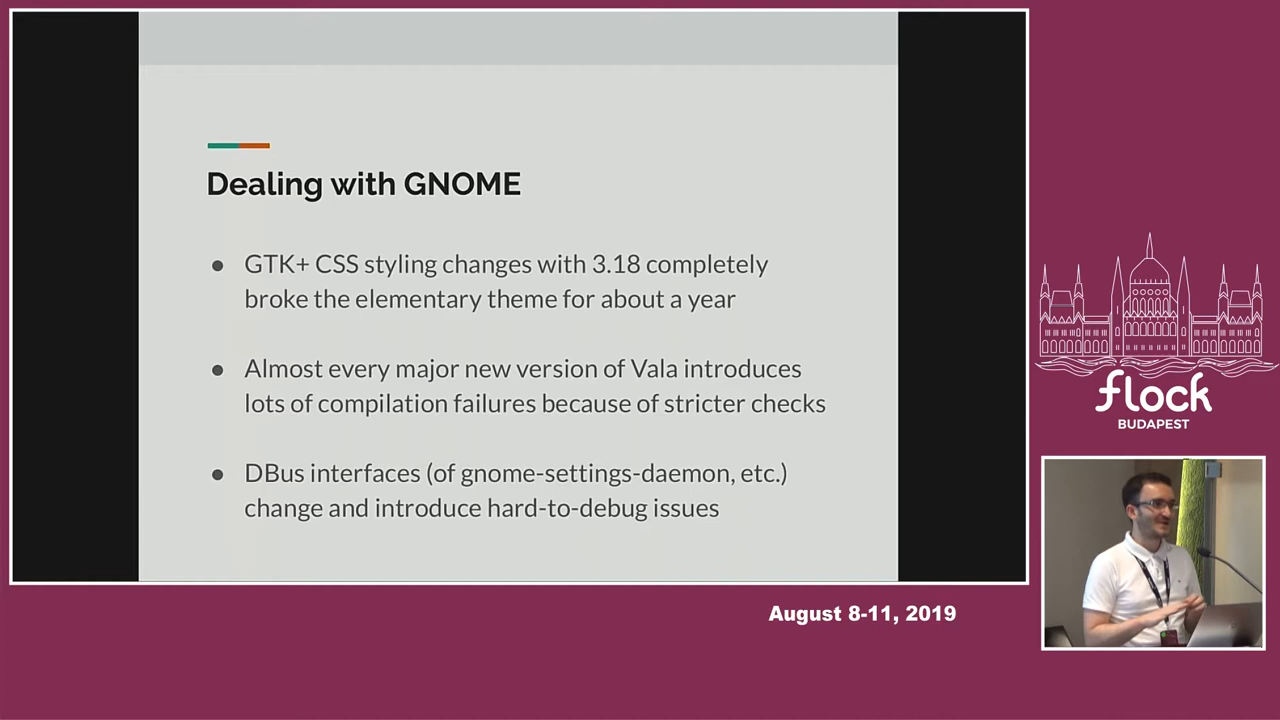 Dealing with GNOME
● GTK+ CSS styling changes with 3.18 completely
broke the elementary theme for about a year
● Almost every major new version of Vala introduces
lots of compilation failures because of stricter checks
● DBus interfaces (of gnome-settings-daemon, etc.)
change and introduce hard-to-debug issues
flock
BUDAPEST
August 8-11, 2019